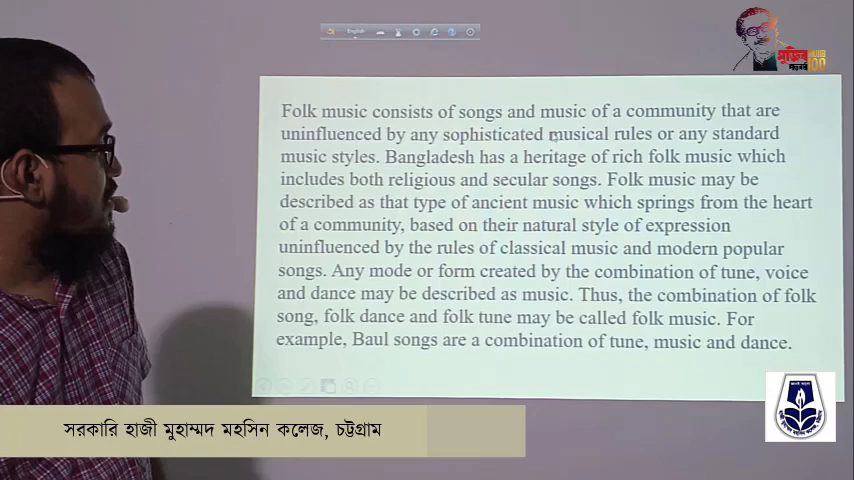 English
মুজিব
শতবর্ষ
100
Folk music consists of songs and music of a community that are
uninfluenced by any sophisticated musical rules or any standard
music styles. Bangladesh has a heritage of rich folk music which
includes both religious and secular songs. Folk music may be
described as that type of ancient music which springs from the heart
of a community, based on their natural style of expression
uninfluenced by the rules of classical music and modern popular
songs. Any mode or form created by the combination of tune, voice
and dance may be described as music. Thus, the combination of folk
song, folk dance and folk tune may be called folk music. For
example, Baul songs are a combination of tune, music and dance.
সরকারি হাজী মুহাম্মদ মহসিন কলেজ, চট্টগ্রাম